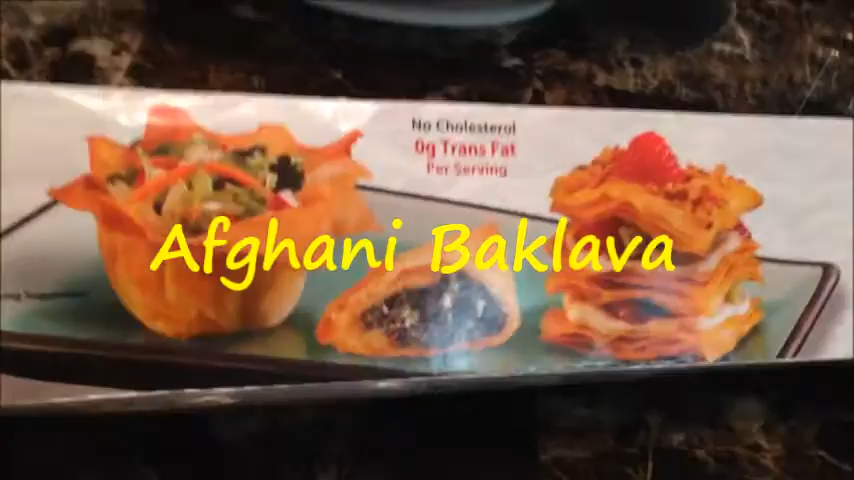 No Cholesterol
0g Trans Fat
Per Serving
Afghani Baklava